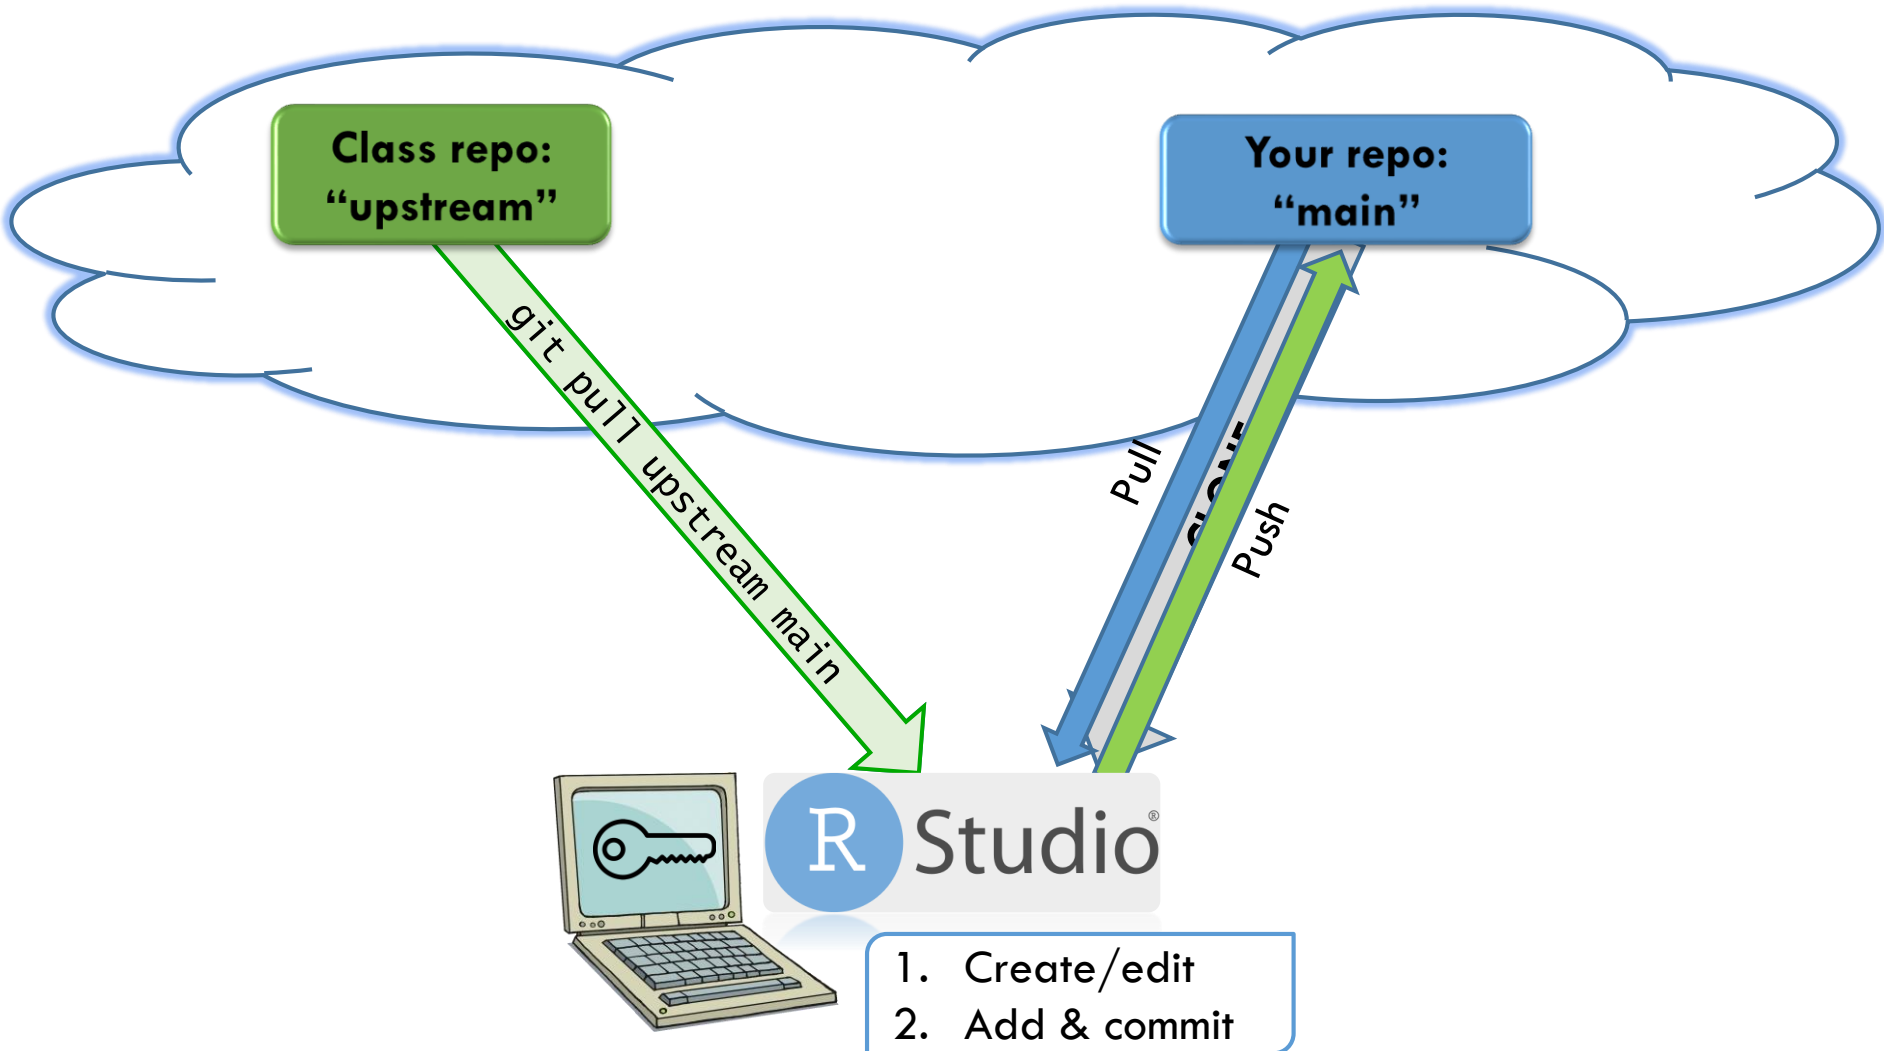 Class repo:
“upstream”
Your repo:
“main”
git pull upstream main
Pull
Push
R Studio®
1. Create/edit
2. Add & commit